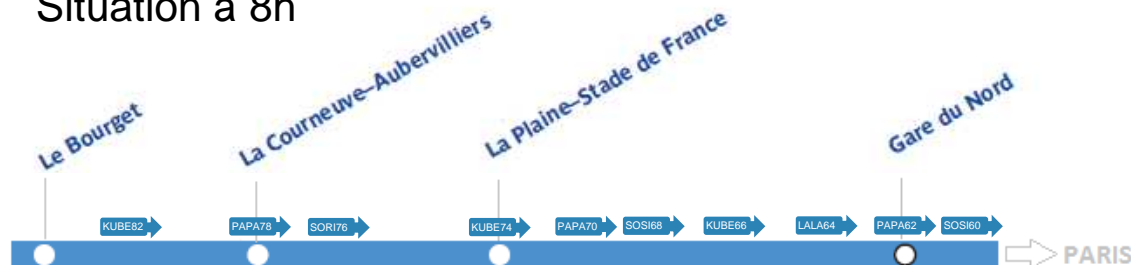 Situation à 8h
Le Bourget
La Courneuve–Aubervilliers
La Plaine–Stade de France
Gare du Nord
KUBE82
PAPA78
SORI76
KUBE74
PAPA70
SOSI68
KUBE66
LALA64
PAPA62
SOSI60
PARIS